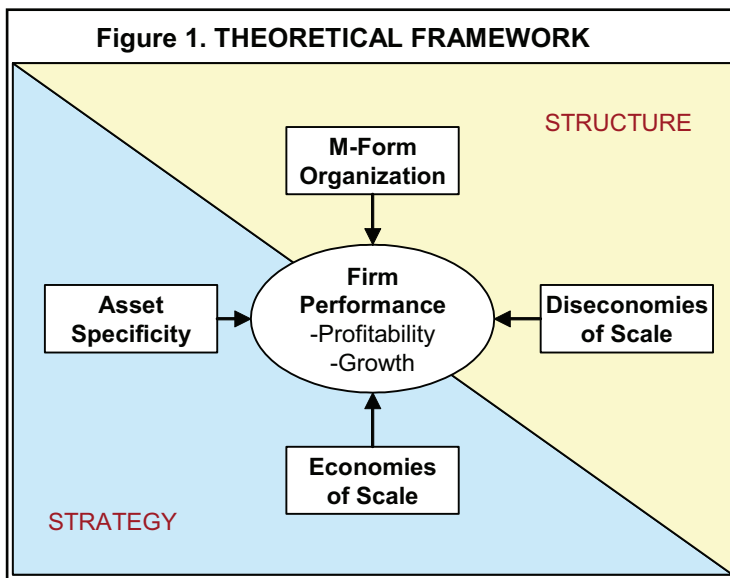 Figure 1. THEORETICAL FRAMEWORK
STRUCTURE
M-Form
Organization
Asset
Specificity
Firm
Performance
-Profitability
-Growth
Diseconomies
of Scale
Economies
of Scale
STRATEGY